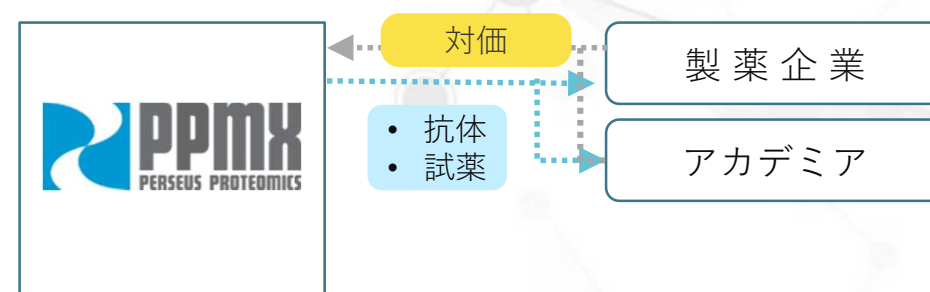 対価
製薬企業
PPMX
PERSEUS PROTEOMICS
• 抗体
• 試薬
アカデミア